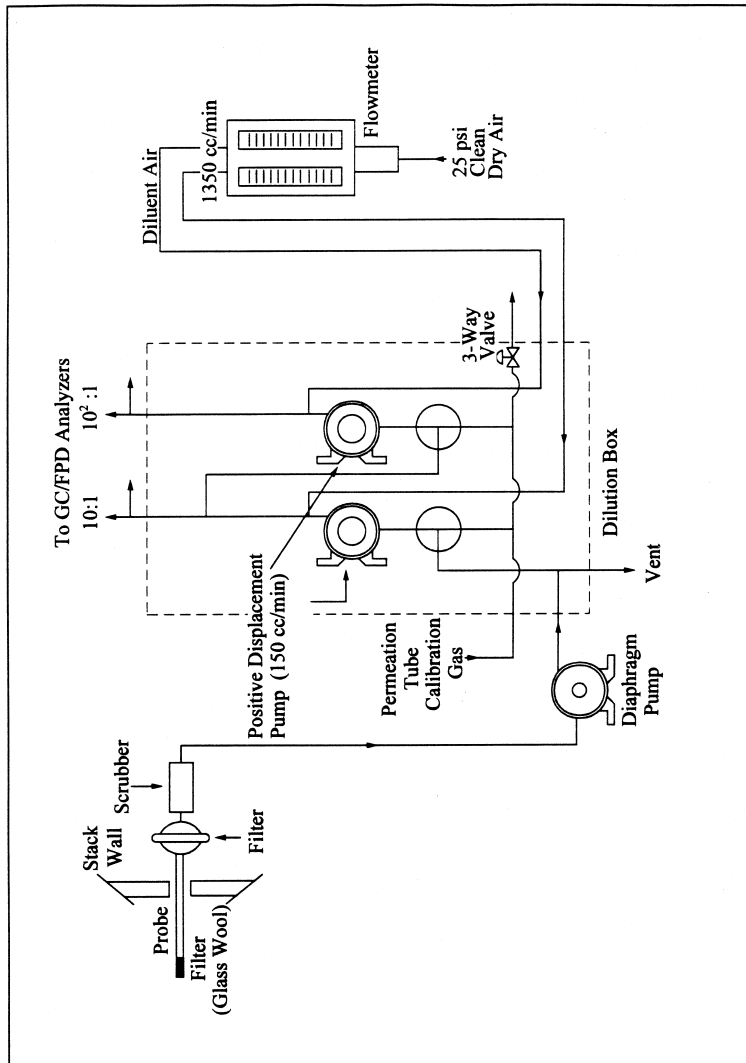 To GC/FPD Analyzers
10:1
10² :1
Diluent Air
1350 cc/min
Flowmeter
25 psi
Clean
Dry Air
3-Way
Valve
Dilution Box
Vent
Positive Displacement
Pump (150 cc/min)
Permeation
Tube
Calibration
Gas
Diaphragm
Pump
Scrubber
Stack
Wall
Filter
Probe
Filter
(Glass Wool)